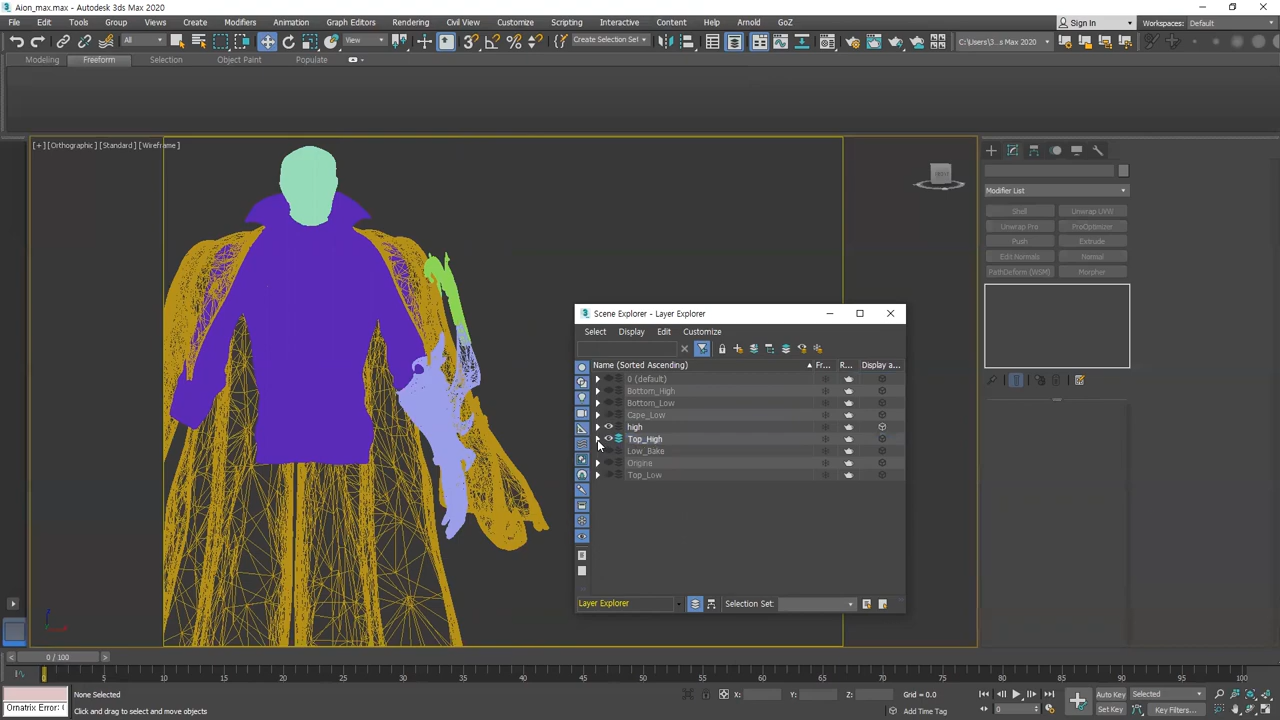 Aion_max.max - Autodesk 3ds Max 2020
File Edit Tools Group Views Create Modifiers Animation Graph Editors Rendering Civil View Customize Scripting Interactive Content Help Arnold GoZ
Sign In
Workspaces: Default
All
View
Create Selection Set
C:\Users\3...s Max 2020
Modeling Freeform Selection Object Paint Populate
[+] [Orthographic ] [Standard ] [Wireframe ]
Modifier List
Shell Unwrap UVW
Unwrap Pro ProOptimizer
Push Extrude
Edit Normals Normal
PathDeform (WSM) Morpher
Scene Explorer - Layer Explorer
Select Display Edit Customize
Name (Sorted Ascending) Fr... R... Display a...
0 (default)
Bottom_High
Bottom_Low
Cape_Low
high
Top_High
Low_Bake
Origine
Top_Low
Layer Explorer
Selection Set:
0 / 100
0 5 10 15 20 25 30 35 40 45 50 55 60 65 70 75 80 85 90 95 100
None Selected
X: Y: Z: Grid = 0.0
Auto Key Selected
Ornatrix Error: (
Click and drag to select and move objects
Add Time Tag
0
Set Key Key Filters...